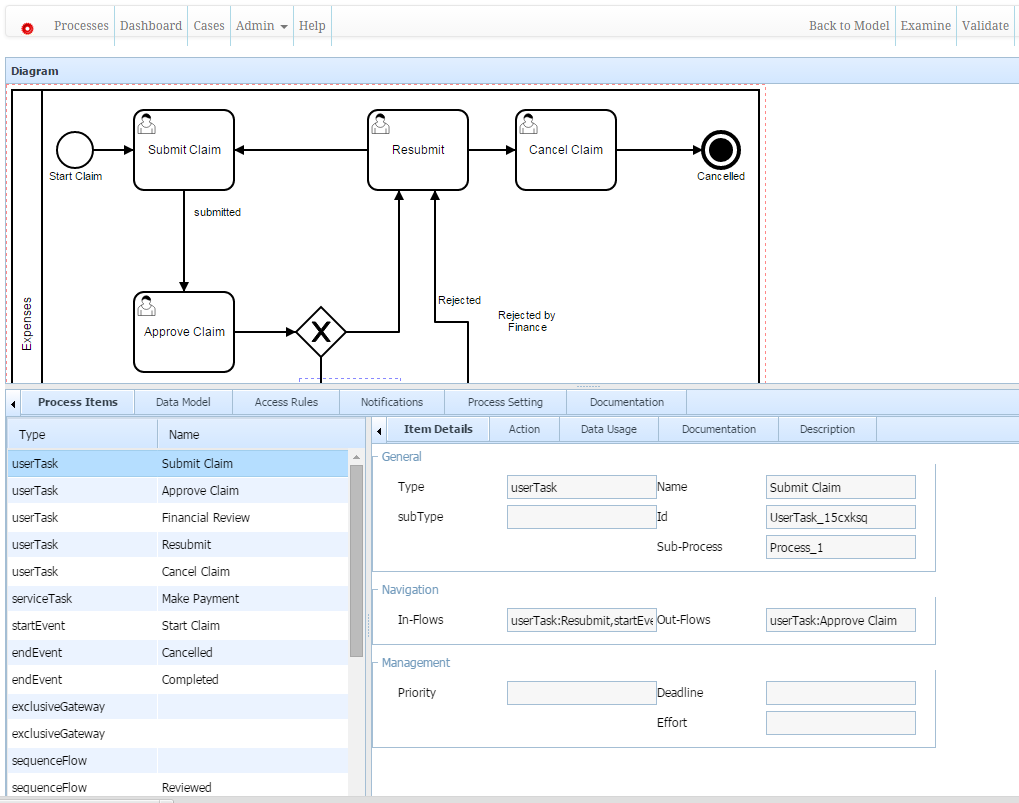 Processes Dashboard Cases Admin Help Back to Model Examine Validate
Diagram
Submit Claim
Resubmit
Cancel Claim
Start Claim
Cancelled
submitted
Expenses
Rejected
Rejected by
Finance
Approve Claim
X
Process Items Data Model Access Rules Notifications Process Setting Documentation
Type Name
userTask Submit Claim
userTask Approve Claim
userTask Financial Review
userTask Resubmit
userTask Cancel Claim
serviceTask Make Payment
startEvent Start Claim
endEvent Cancelled
endEvent Completed
exclusiveGateway
exclusiveGateway
sequenceFlow
sequenceFlow Reviewed
Item Details Action Data Usage Documentation Description
General
Type userTask Name Submit Claim
subType Id UserTask_15cxksq
Sub-Process Process_1
Navigation
In-Flows userTask:Resubmit,startEve Out-Flows userTask:Approve Claim
Management
Priority Deadline
Effort